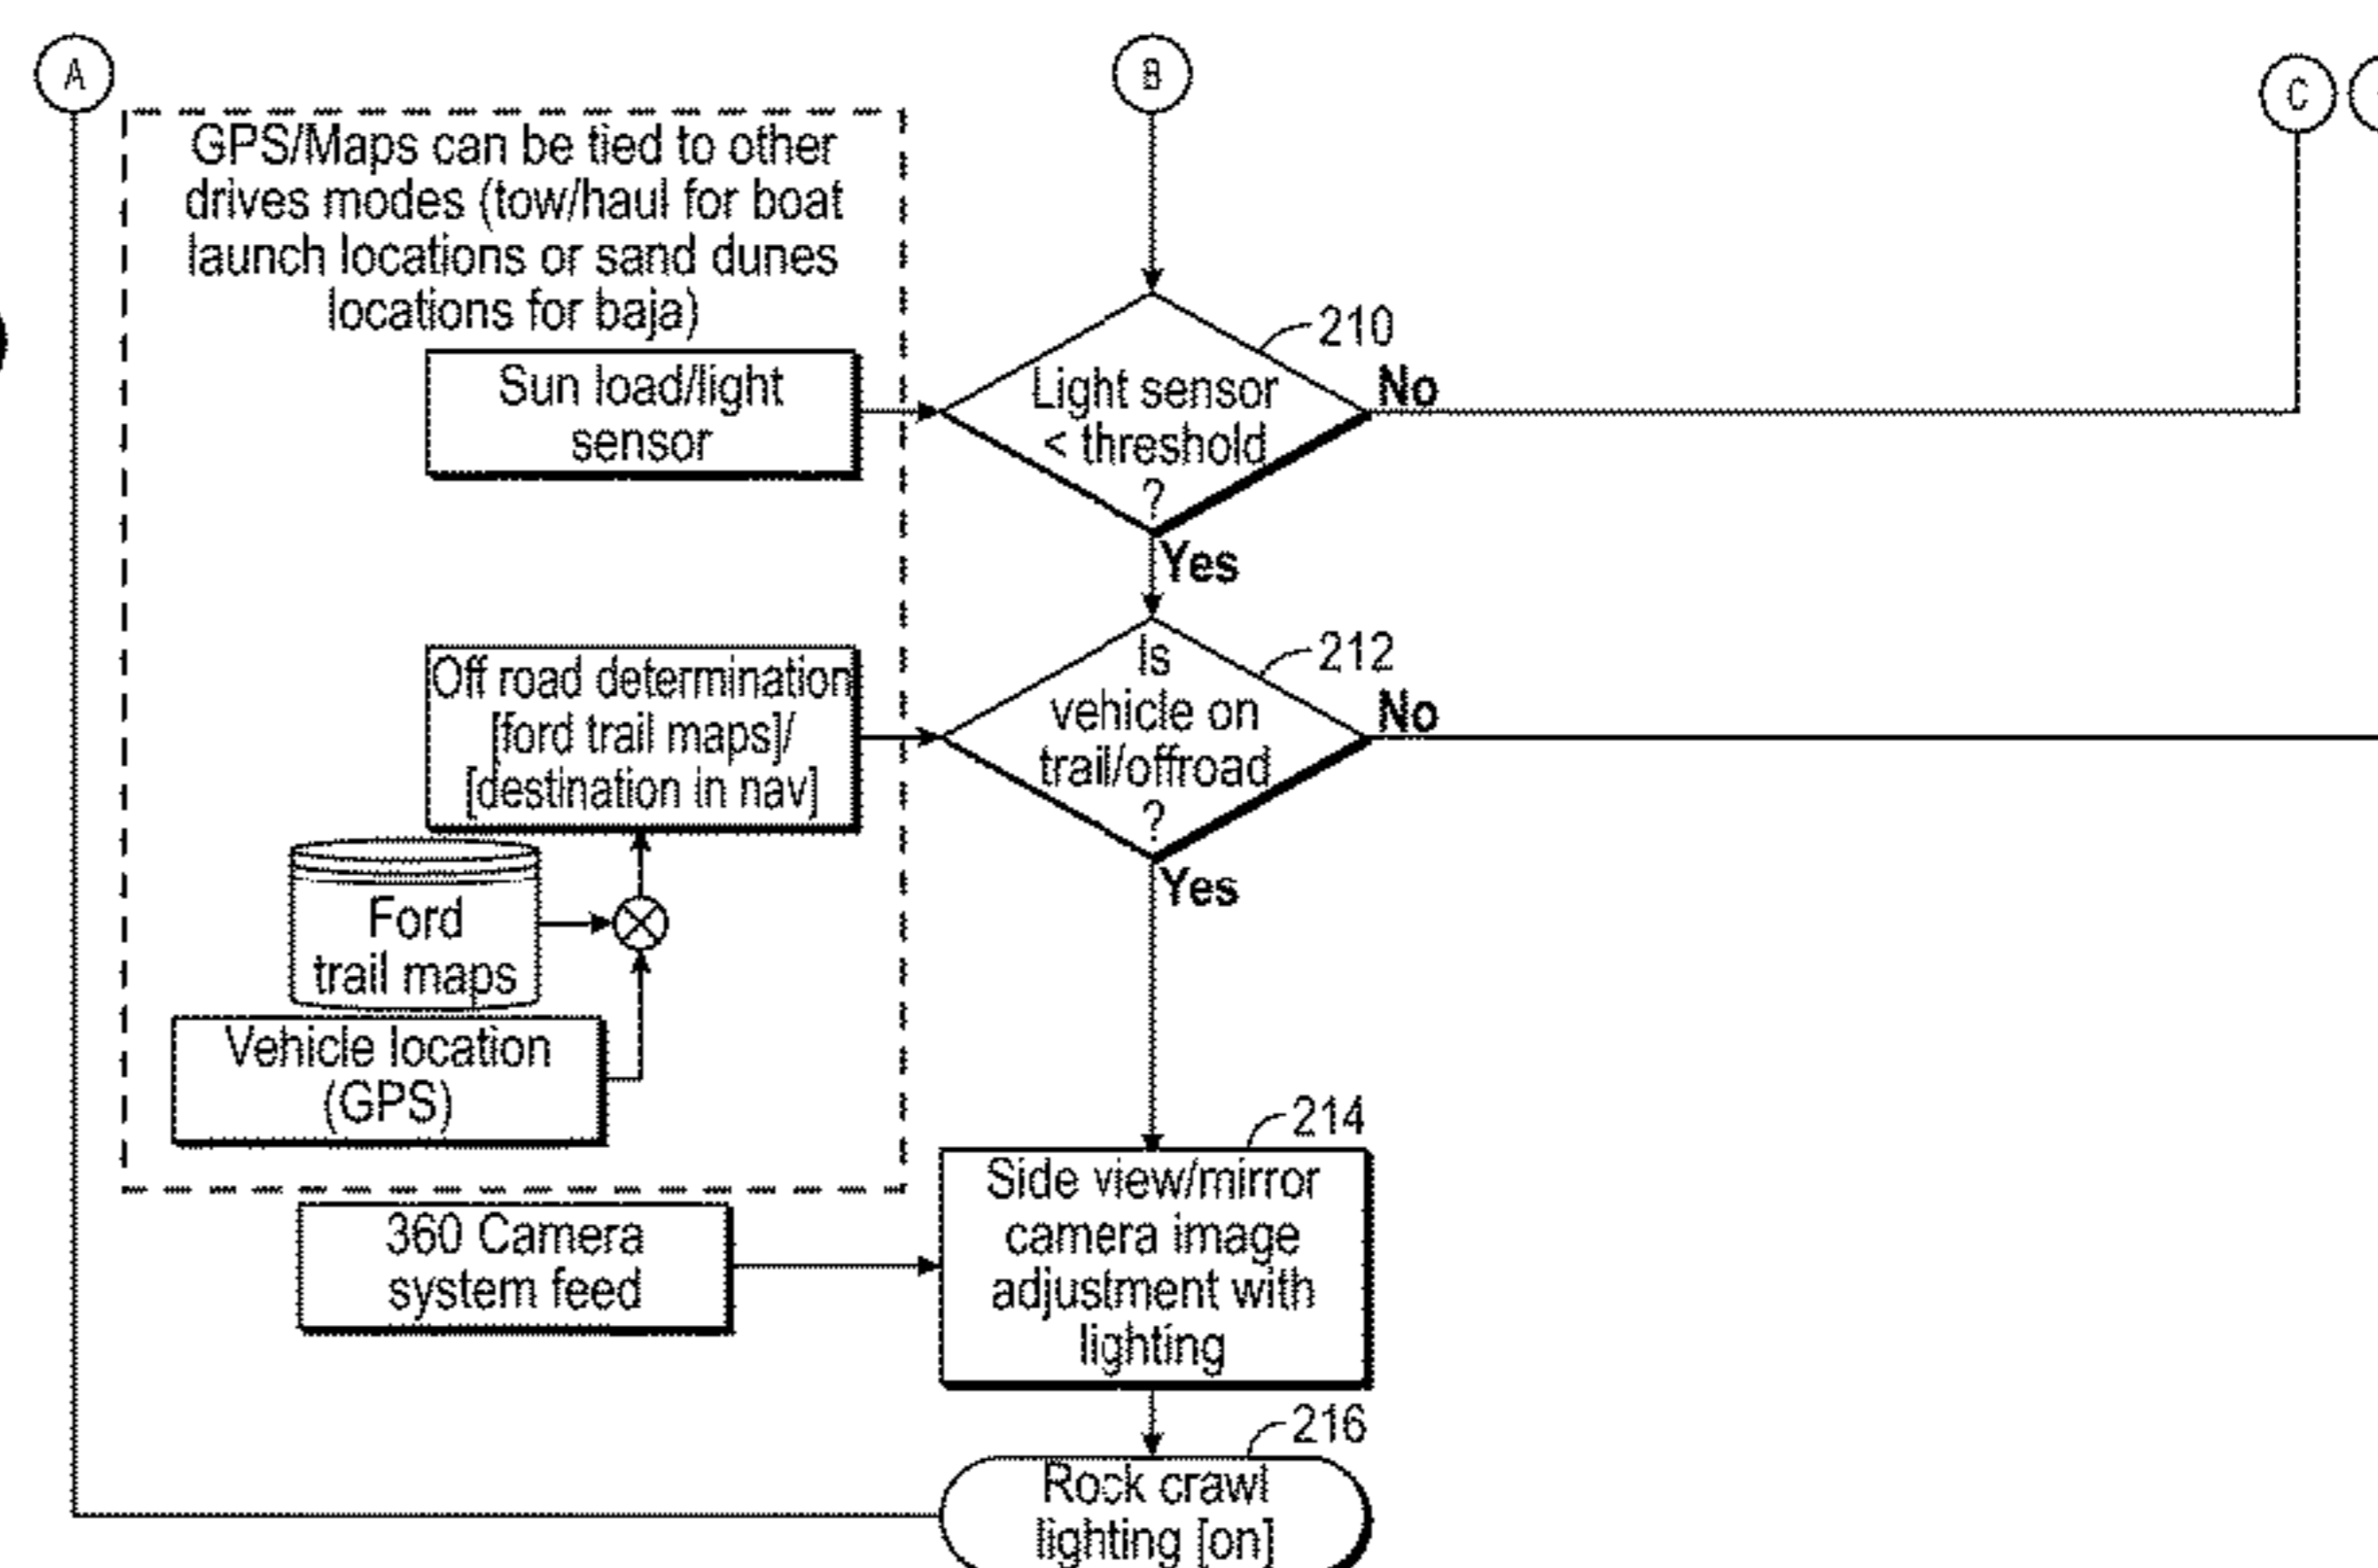 A
B
C
GPS/Maps can be tied to other
drives modes (tow/haul for boat
launch locations or sand dunes
locations for baja)
210
Sun load/light
sensor
Light sensor
< threshold
?
No
Yes
212
Off road determination
[ford trail maps]/
[destination in nav]
Is
vehicle on
trail/offroad
?
No
Yes
Ford
trail maps
Vehicle location
(GPS)
214
360 Camera
system feed
Side view/mirror
camera image
adjustment with
lighting
216
Rock crawl
lighting [on]